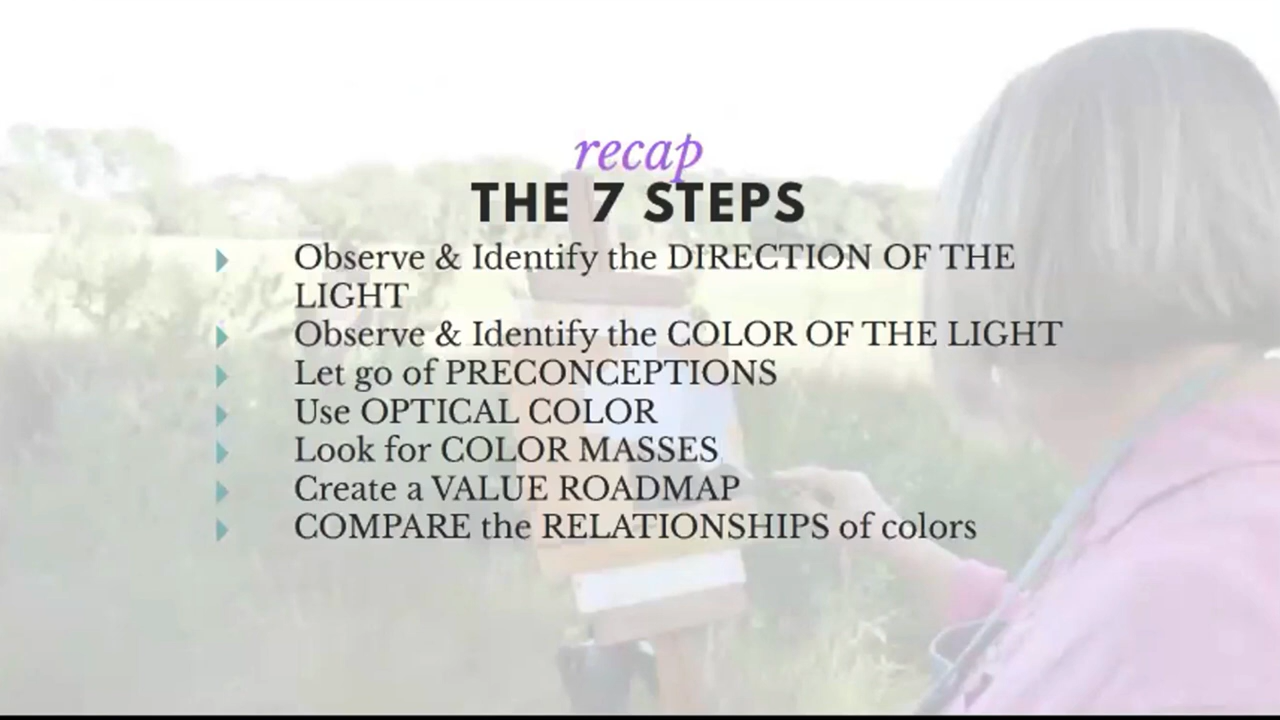 recap
THE 7 STEPS
Observe & Identify the DIRECTION OF THE
LIGHT
Observe & Identify the COLOR OF THE LIGHT
Let go of PRECONCEPTIONS
Use OPTICAL COLOR
Look for COLOR MASSES
Create a VALUE ROADMAP
COMPARE the RELATIONSHIPS of colors